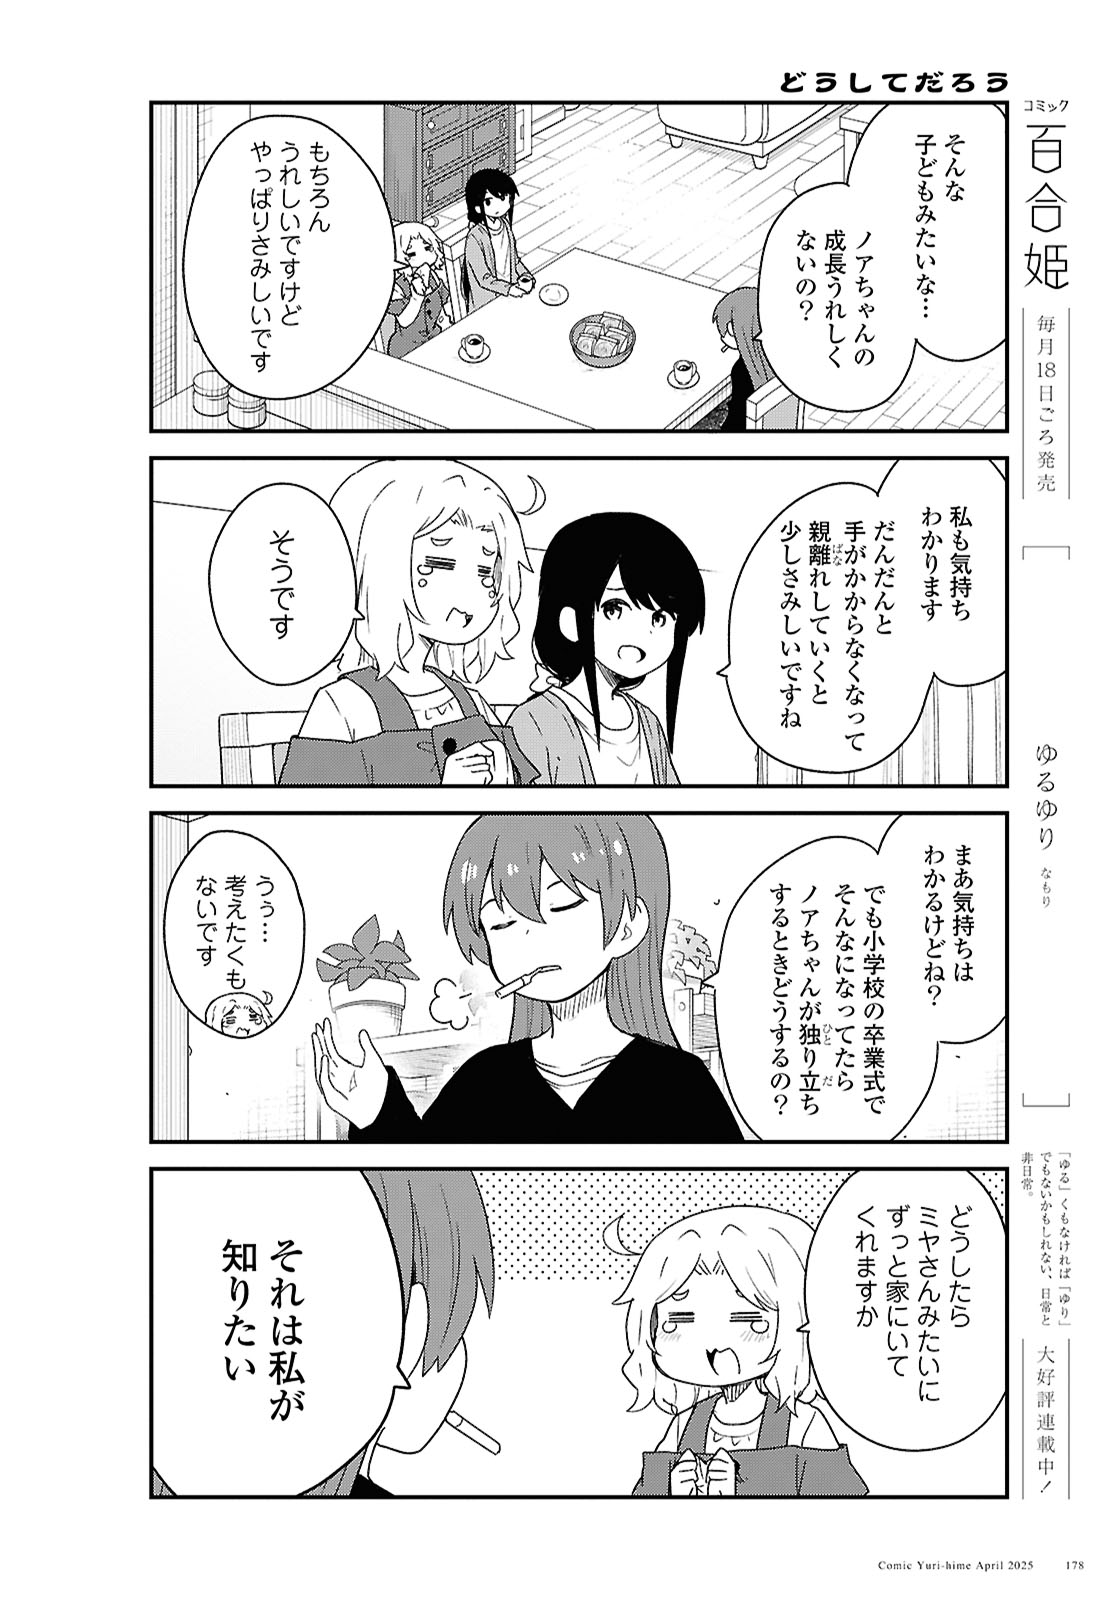 どうしてだろう
そんな
子どもみたいな…
ノアちゃんの
成長うれしく
ないの？
もちろん
うれしいですけど
やっぱりさみしいです
私も気持ち
わかります
だんだんと
手がかからなくなって
親離れしていくと
ばな
少しさみしいですね
そうです
まあ気持ちは
わかるけどね？
でも小学校の卒業式で
そんなになってたら
ノアちゃんが独り立ち
ひと だ
するときどうするの？
うぅ…
考えたくも
ないです
どうしたら
ミヤさんみたいに
ずっと家にいて
くれますか
それは私が
知りたい
コミック
百合姫
毎月18日ごろ発売
ゆるゆり
なもり
「ゆる」くもなければ「ゆり」
でもないかもしれない、日常と
非日常。
大好評連載中！
Comic Yuri-hime April 2025
178